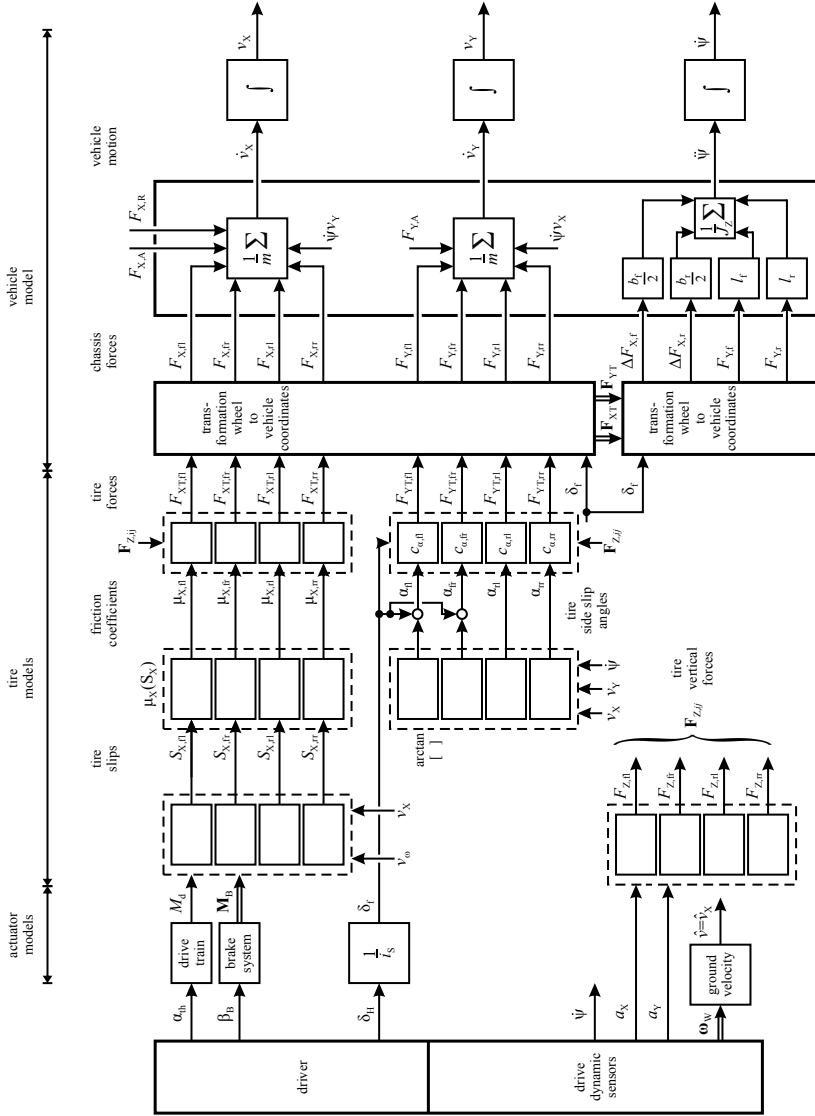 actuator
models
tire
models
vehicle
model
tire
slips
friction
coefficients
tire
forces
chassis
forces
vehicle
motion
driver
α_th
drive
train
M_d
β_B
brake
system
M_B
δ_H
1/i_S
δ_f
v_ω
v_X
S_X,fl
S_X,fr
S_X,rl
S_X,rr
μ_X(S_X)
μ_X,fl
μ_X,fr
μ_X,rl
μ_X,rr
F_Z,ij
F_XT,fl
F_XT,fr
F_XT,rl
F_XT,rr
arctan
[ ]
v_X
v_Y
ψ̇
α_fl
α_fr
α_rl
α_rr
tire
side slip
angles
c_α,fl
c_α,fr
c_α,rl
c_α,rr
F_Z,ij
F_YT,fl
F_YT,fr
F_YT,rl
F_YT,rr
δ_f
δ_f
trans-
formation
wheel
to
vehicle
coordinates
F_XT
F_YT
trans-
formation
wheel
to
vehicle
coordinates
F_X,fl
F_X,fr
F_X,rl
F_X,rr
F_X,A
F_X,R
1/m Σ
ψ̇v_Y
v̇_X
∫
v_X
F_Y,fl
F_Y,fr
F_Y,rl
F_Y,rr
F_Y,A
1/m Σ
ψ̇v_X
v̇_Y
∫
v_Y
ΔF_X,f
ΔF_X,r
F_Y,f
F_Y,r
b_f/2
b_r/2
l_f
l_r
1/J_Z Σ
ψ̈
∫
ψ̇
drive
dynamic
sensors
ψ̇
a_X
a_Y
ω_W
ground
velocity
v̂=v̂_X
F_Z,fl
F_Z,fr
F_Z,rl
F_Z,rr
F_Z,ij
tire
vertical
forces